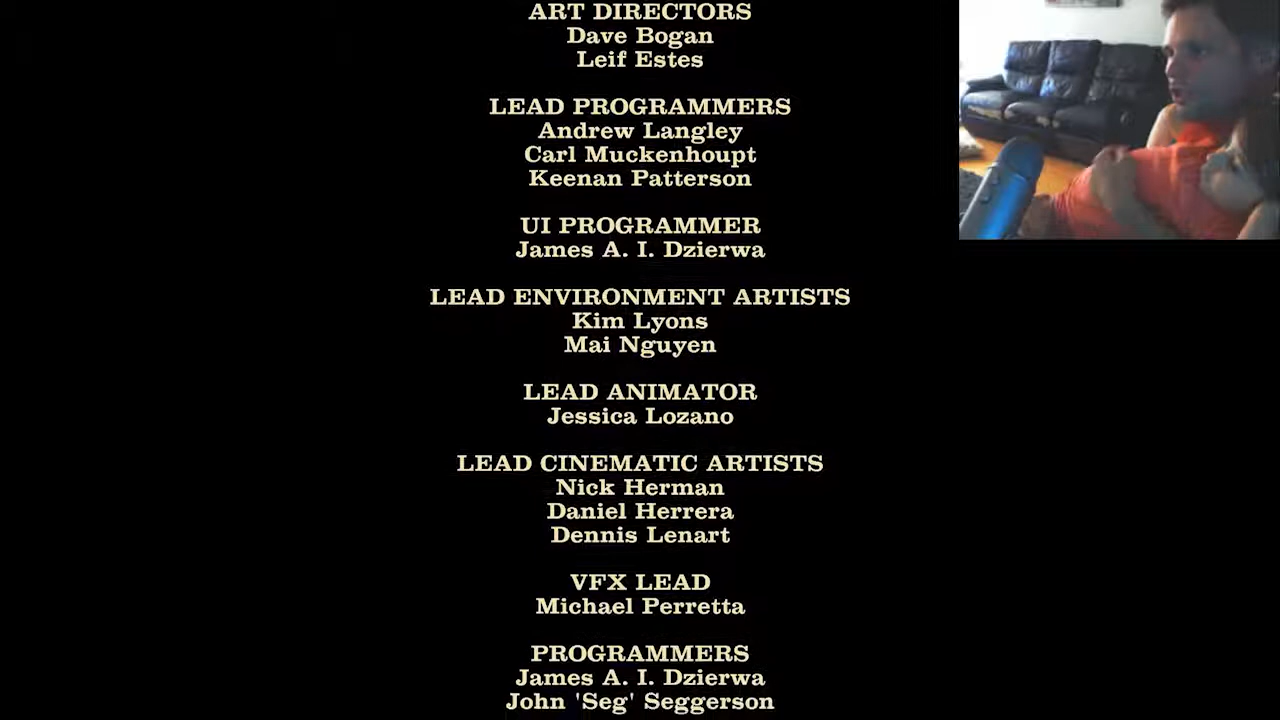 ART DIRECTORS
Dave Bogan
Leif Estes
LEAD PROGRAMMERS
Andrew Langley
Carl Muckenhoupt
Keenan Patterson
UI PROGRAMMER
James A. I. Dzierwa
LEAD ENVIRONMENT ARTISTS
Kim Lyons
Mai Nguyen
LEAD ANIMATOR
Jessica Lozano
LEAD CINEMATIC ARTISTS
Nick Herman
Daniel Herrera
Dennis Lenart
VFX LEAD
Michael Perretta
PROGRAMMERS
James A. I. Dzierwa
John 'Seg' Seggerson